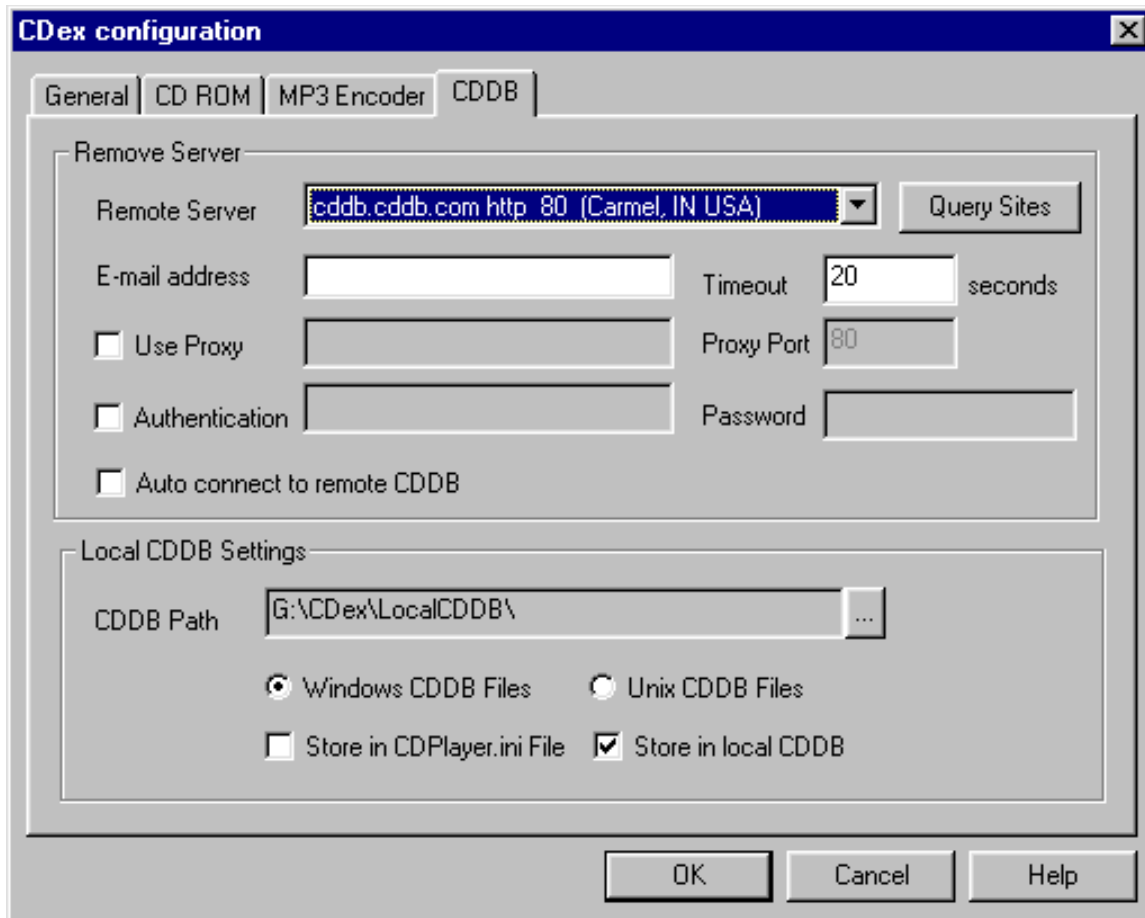 CDex configuration
General CD ROM MP3 Encoder CDDB
Remove Server
Remote Server cddb.cddb.com http 80 (Carmel, IN USA) Query Sites
E-mail address Timeout 20 seconds
Use Proxy Proxy Port 80
Authentication Password
Auto connect to remote CDDB
Local CDDB Settings
CDDB Path G:\CDex\LocalCDDB\ ...
Windows CDDB Files Unix CDDB Files
Store in CDPlayer.ini File Store in local CDDB
OK Cancel Help